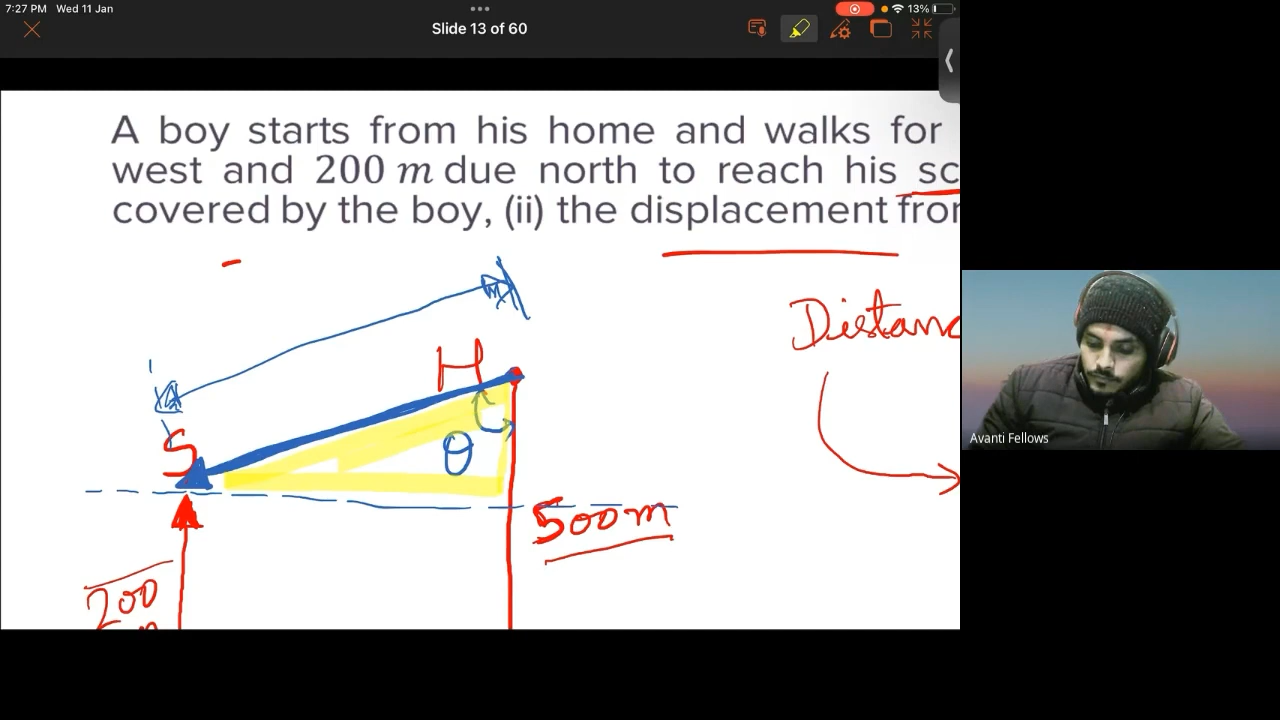 7:27 PM Wed 11 Jan
13%
Slide 13 of 60
A boy starts from his home and walks for
west and 200 m due north to reach his sc
covered by the boy, (ii) the displacement from
Distanc
H
S
θ
500m
200
m
Avanti Fellows